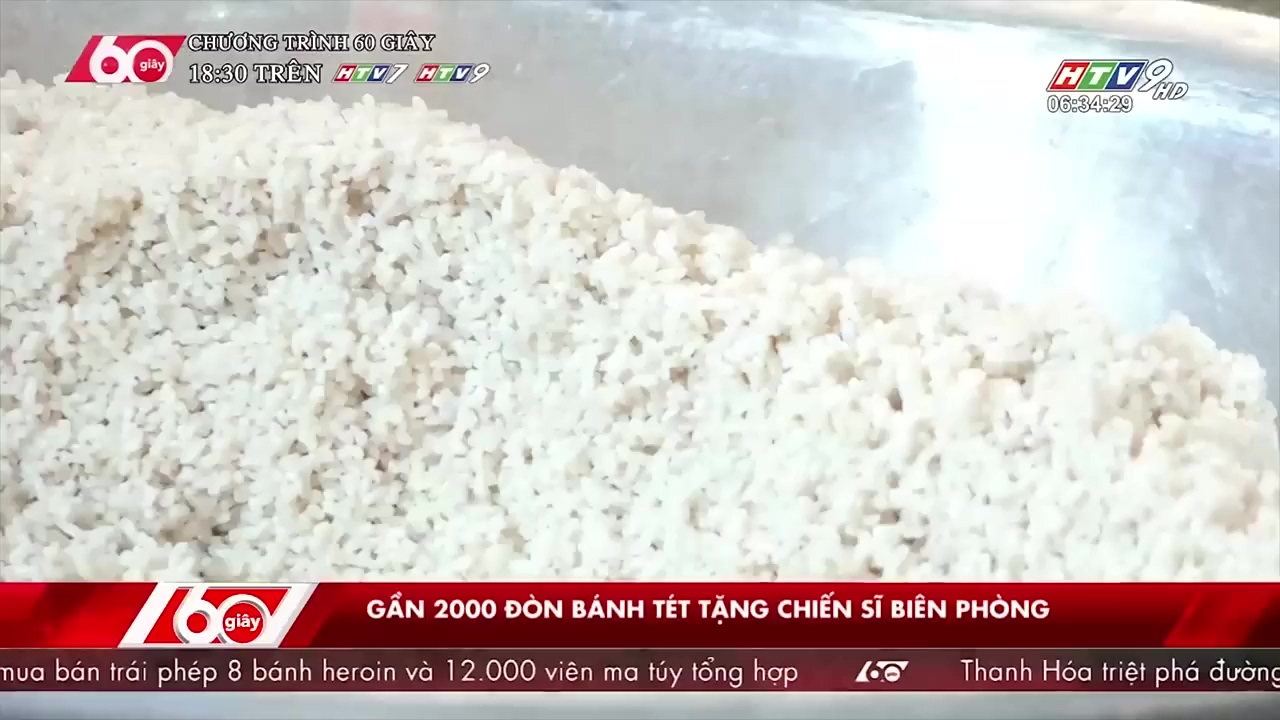 60 giây
CHƯƠNG TRÌNH 60 GIÂY
18:30 TRÊN HTV7 HTV9
HTV9 HD
06:34:29
60 giây
GẦN 2000 ĐÒN BÁNH TÉT TẶNG CHIẾN SĨ BIÊN PHÒNG
mua bán trái phép 8 bánh heroin và 12.000 viên ma túy tổng hợp 60 giây Thanh Hóa triệt phá đường